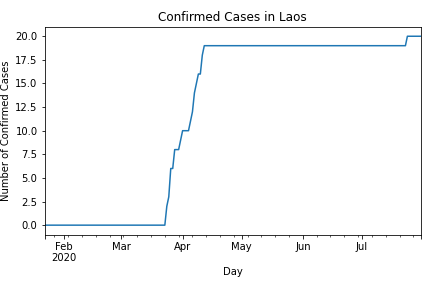 Confirmed Cases in Laos
Number of Confirmed Cases
20.0
17.5
15.0
12.5
10.0
7.5
5.0
2.5
0.0
Feb Mar Apr May Jun Jul
2020
Day